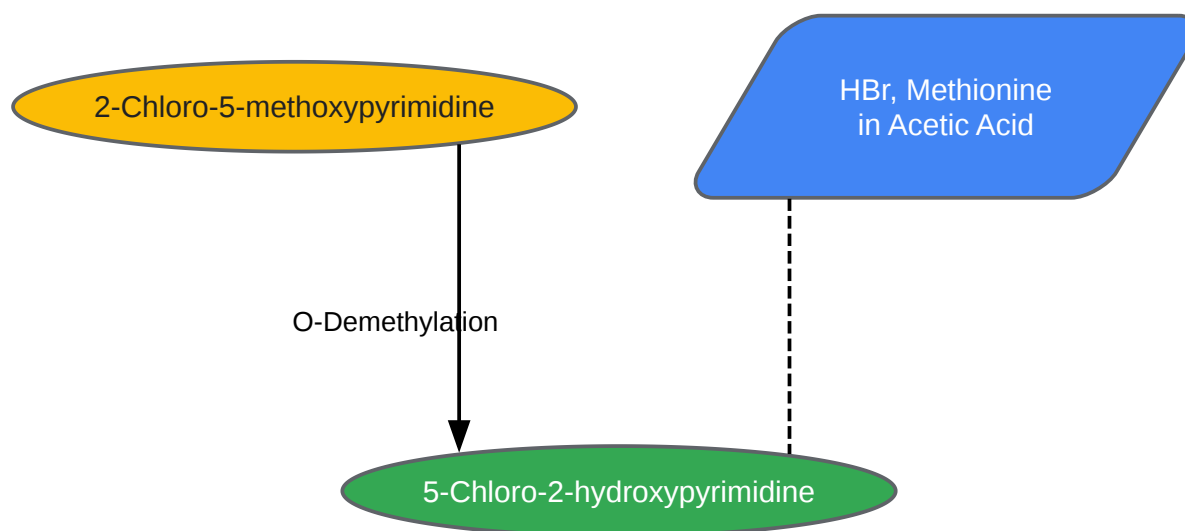 2-Chloro-5-methoxypyrimidine
HBr, Methionine
in Acetic Acid
O-Demethylation
5-Chloro-2-hydroxypyrimidine